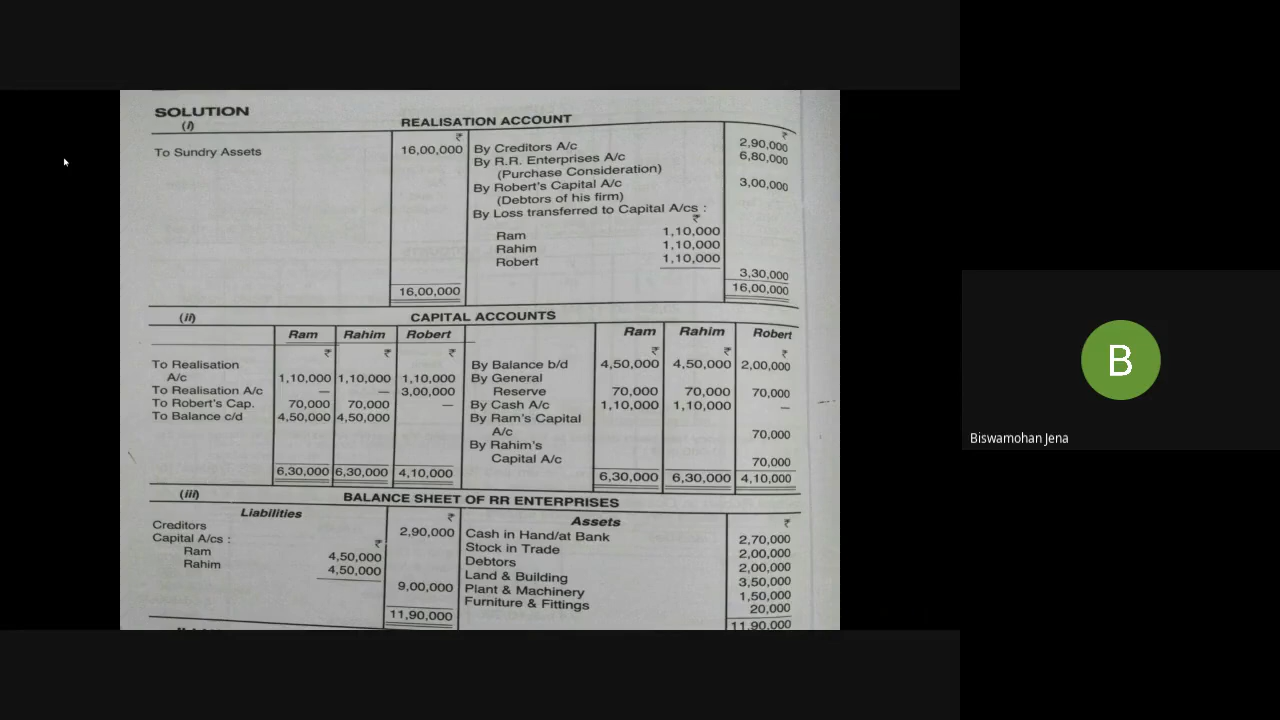 SOLUTION
(i)
REALISATION ACCOUNT
₹ ₹
To Sundry Assets 16,00,000 By Creditors A/c 2,90,000
By R.R. Enterprises A/c 6,80,000
(Purchase Consideration)
By Robert's Capital A/c 3,00,000
(Debtors of his firm)
By Loss transferred to Capital A/cs :
₹
Ram 1,10,000
Rahim 1,10,000
Robert 1,10,000
3,30,000
16,00,000 16,00,000
(ii) CAPITAL ACCOUNTS
Ram Rahim Robert Ram Rahim Robert
₹ ₹ ₹ ₹ ₹ ₹
To Realisation By Balance b/d 4,50,000 4,50,000 2,00,000
A/c 1,10,000 1,10,000 1,10,000 By General
To Realisation A/c — — 3,00,000 Reserve 70,000 70,000 70,000
To Robert's Cap. 70,000 70,000 — By Cash A/c 1,10,000 1,10,000 —
To Balance c/d 4,50,000 4,50,000 By Ram's Capital
A/c 70,000
By Rahim's
Capital A/c 70,000
6,30,000 6,30,000 4,10,000 6,30,000 6,30,000 4,10,000
(iii) BALANCE SHEET OF RR ENTERPRISES
Liabilities ₹ Assets ₹
Creditors 2,90,000 Cash in Hand/at Bank 2,70,000
Capital A/cs : ₹ Stock in Trade 2,00,000
Ram 4,50,000 Debtors 2,00,000
Rahim 4,50,000 Land & Building 3,50,000
9,00,000 Plant & Machinery 1,50,000
Furniture & Fittings 20,000
11,90,000 11,90,000
B
Biswamohan Jena